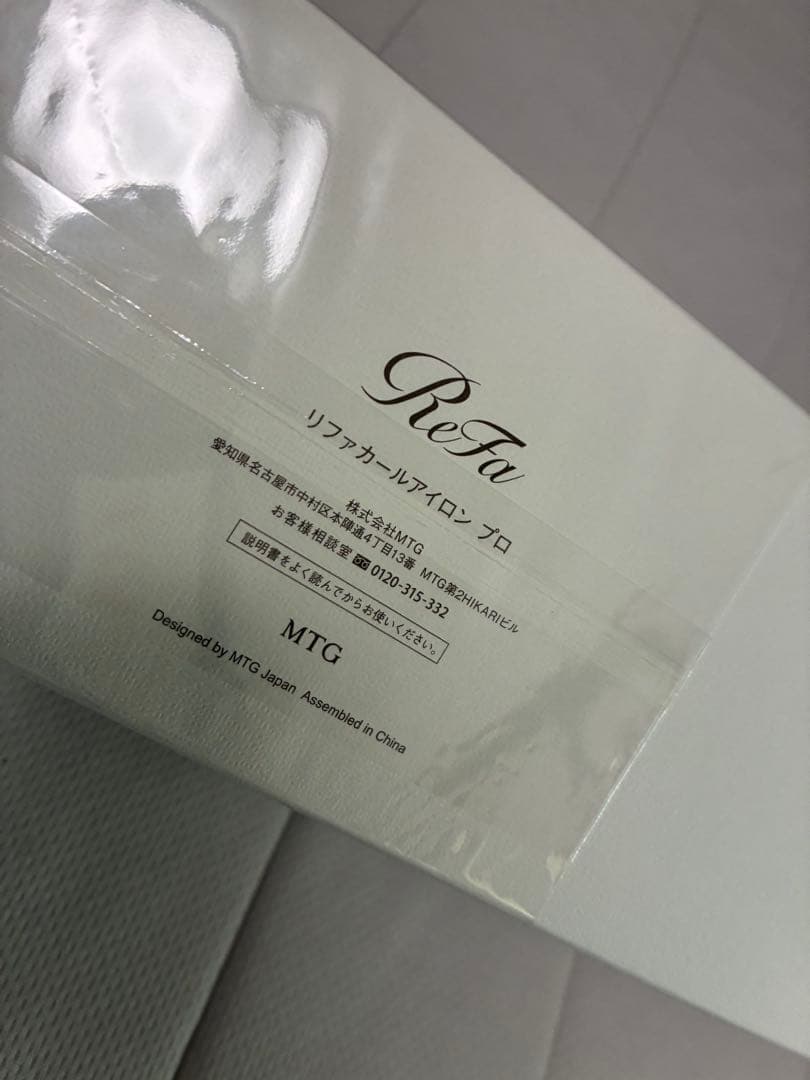 ReFa
リファカールアイロン プロ
株式会社MTG
愛知県名古屋市中村区本陣通4丁目13番 MTG第2HIKARIビル
お客様相談室 0120-315-332
説明書をよく読んでからお使いください。
MTG
Designed by MTG Japan Assembled in China